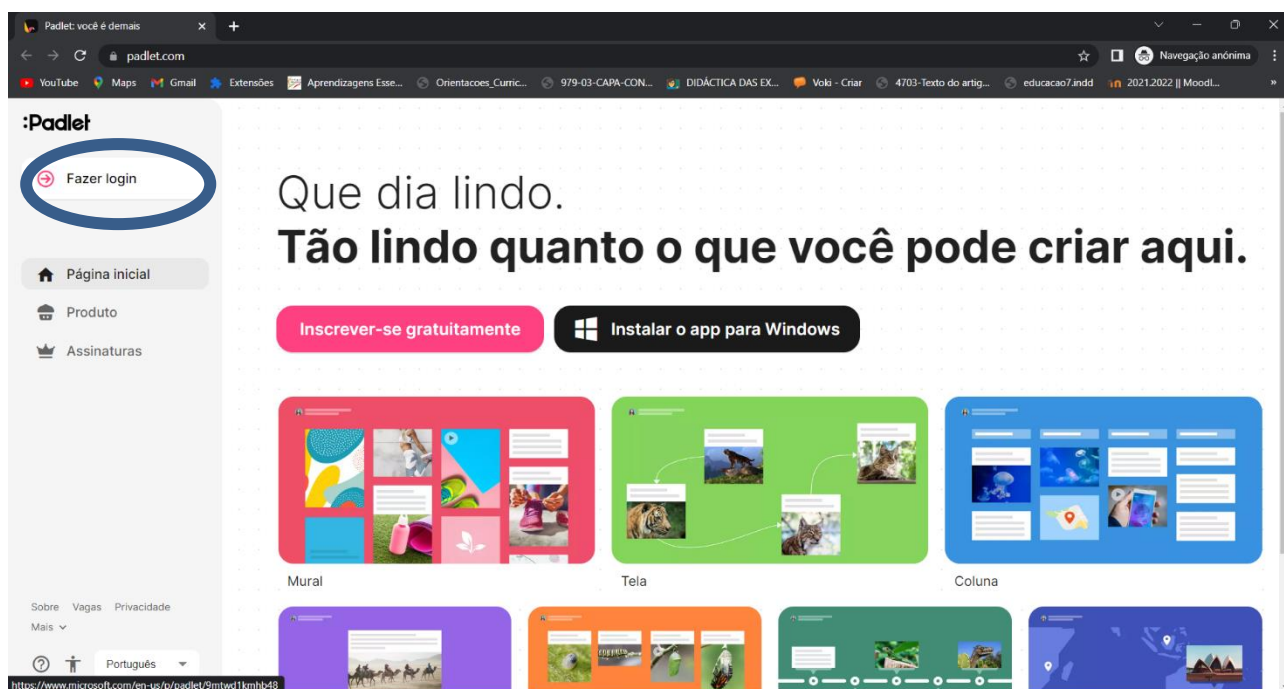 Padlet: você é demais
padlet.com
Navegação anónima
YouTube
Maps
Gmail
Extensões
Aprendizagens Esse...
Orientacoes_Curric...
979-03-CAPA-CON...
DIDÁCTICA DAS EX...
Voki - Criar
4703-Texto do artig...
educacao7.indd
2021.2022 || Moodl...
»
:Padlet
Fazer login
Página inicial
Produto
Assinaturas
Que dia lindo.
Tão lindo quanto o que você pode criar aqui.
Inscrever-se gratuitamente
Instalar o app para Windows
Mural
Tela
Coluna
Sobre Vagas Privacidade
Mais
Português
https://www.microsoft.com/en-us/p/padlet/9mtwd1kmhb48